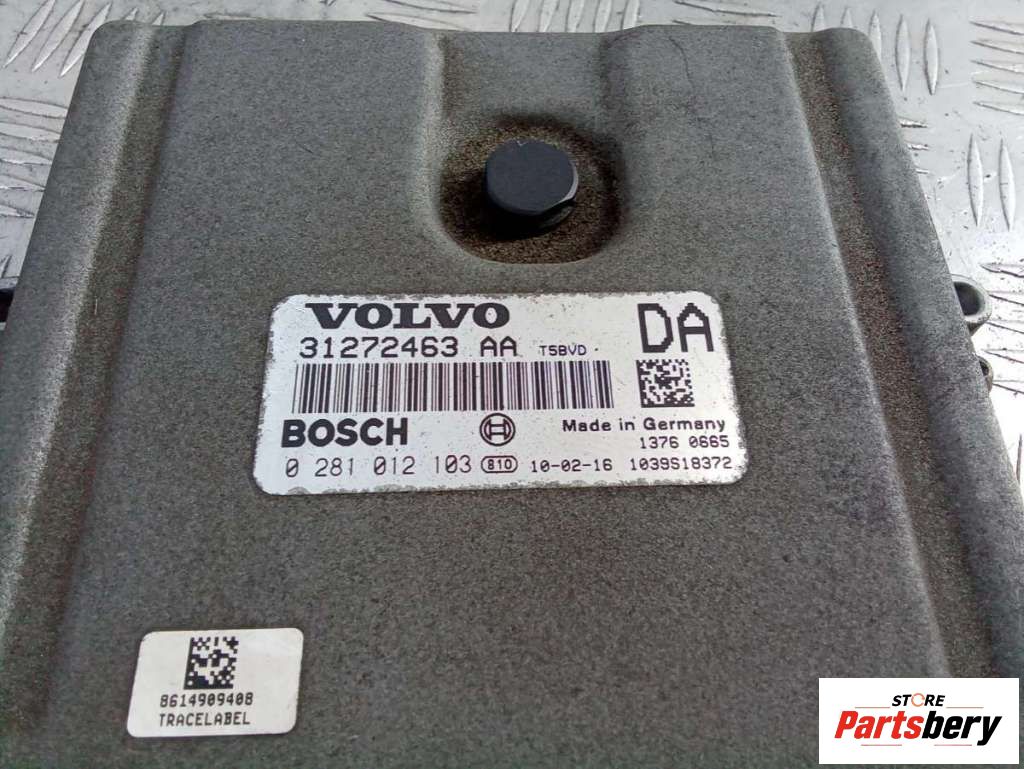 VOLVO
31272463 AA T5BVD
DA
BOSCH
Made in Germany
1376 0665
0 281 012 103 810 10-02-16 1039S18372
8614909408
TRACELABEL
STORE
Partsbery